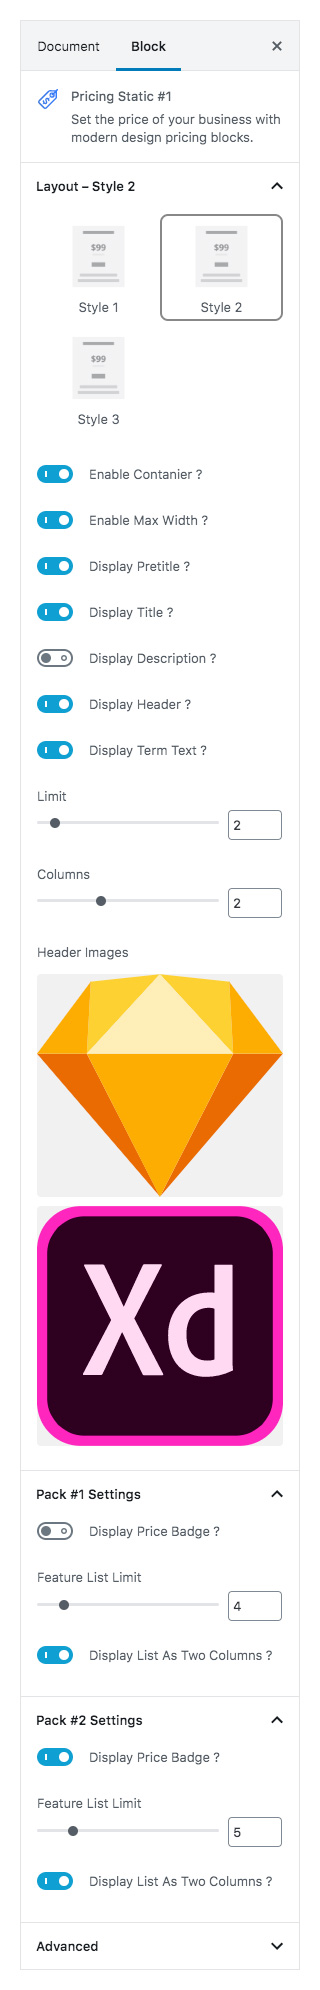 Document
Block
Pricing Static #1
Set the price of your business with
modern design pricing blocks.
Layout – Style 2
$99
$99
Style 1
Style 2
$99
Style 3
Enable Contanier ?
Enable Max Width ?
Display Pretitle ?
Display Title ?
Display Description ?
Display Header ?
Display Term Text ?
Limit
2
Columns
2
Header Images
Xd
Pack #1 Settings
Display Price Badge ?
Feature List Limit
4
Display List As Two Columns ?
Pack #2 Settings
Display Price Badge ?
Feature List Limit
5
Display List As Two Columns ?
Advanced